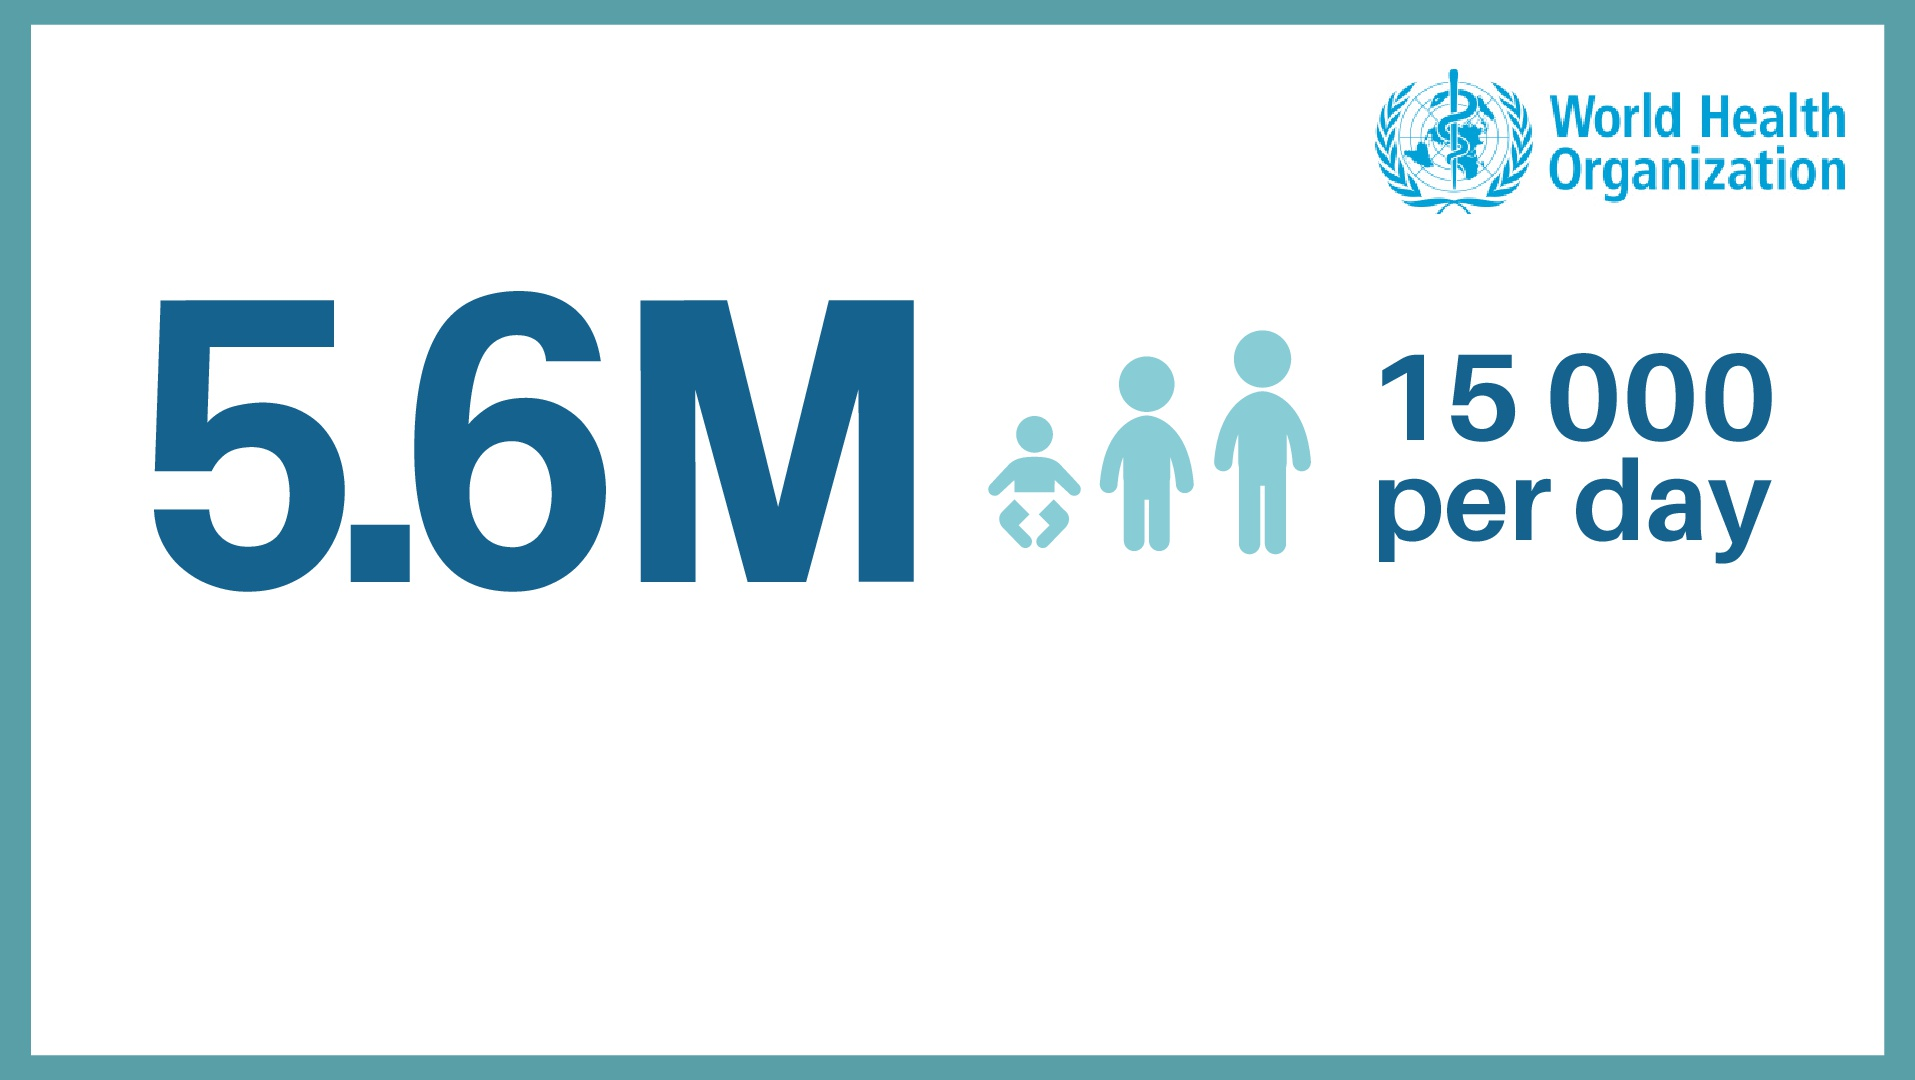 World Health
Organization
5.6M
15 000
per day